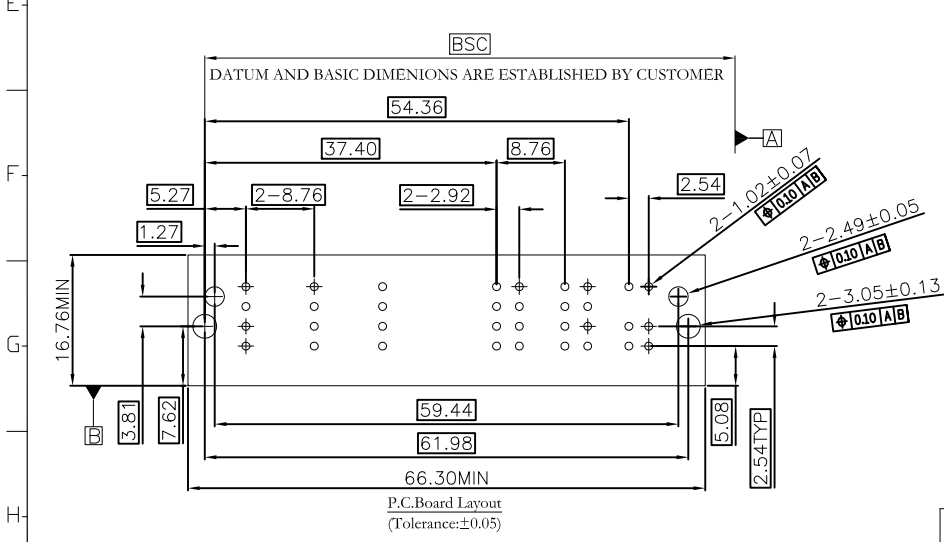 E
BSC
DATUM AND BASIC DIMENIONS ARE ESTABLISHED BY CUSTOMER
54.36
A
F
37.40
8.76
5.27
2-8.76
2-2.92
2.54
2-1.02±0.07
⌖ 0.10 A B
1.27
2-2.49±0.05
⌖ 0.10 A B
16.76MIN
2-3.05±0.13
⌖ 0.10 A B
G
3.81
7.62
59.44
5.08
2.54TYP
B
61.98
66.30MIN
P.C.Board Layout
H
(Tolerance:±0.05)